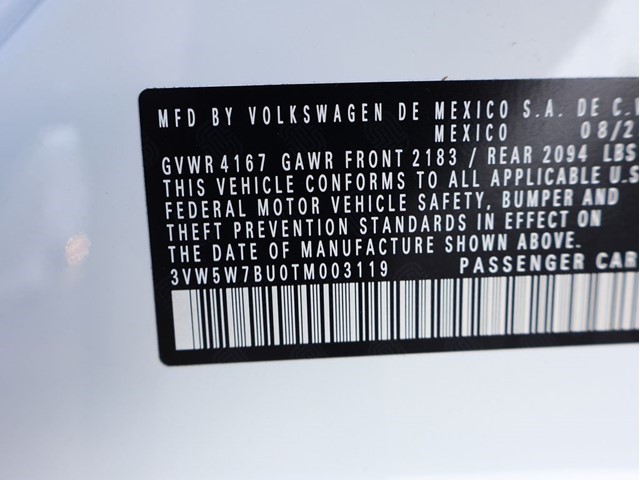 MFD BY VOLKSWAGEN DE MEXICO S.A. DE C.V
MEXICO 08/2
GVWR 4167 GAWR FRONT 2183 / REAR 2094 LBS
THIS VEHICLE CONFORMS TO ALL APPLICABLE U.S
FEDERAL MOTOR VEHICLE SAFETY, BUMPER AND
THEFT PREVENTION STANDARDS IN EFFECT ON
THE DATE OF MANUFACTURE SHOWN ABOVE.
3VW5W7BU0TM003119 PASSENGER CAR